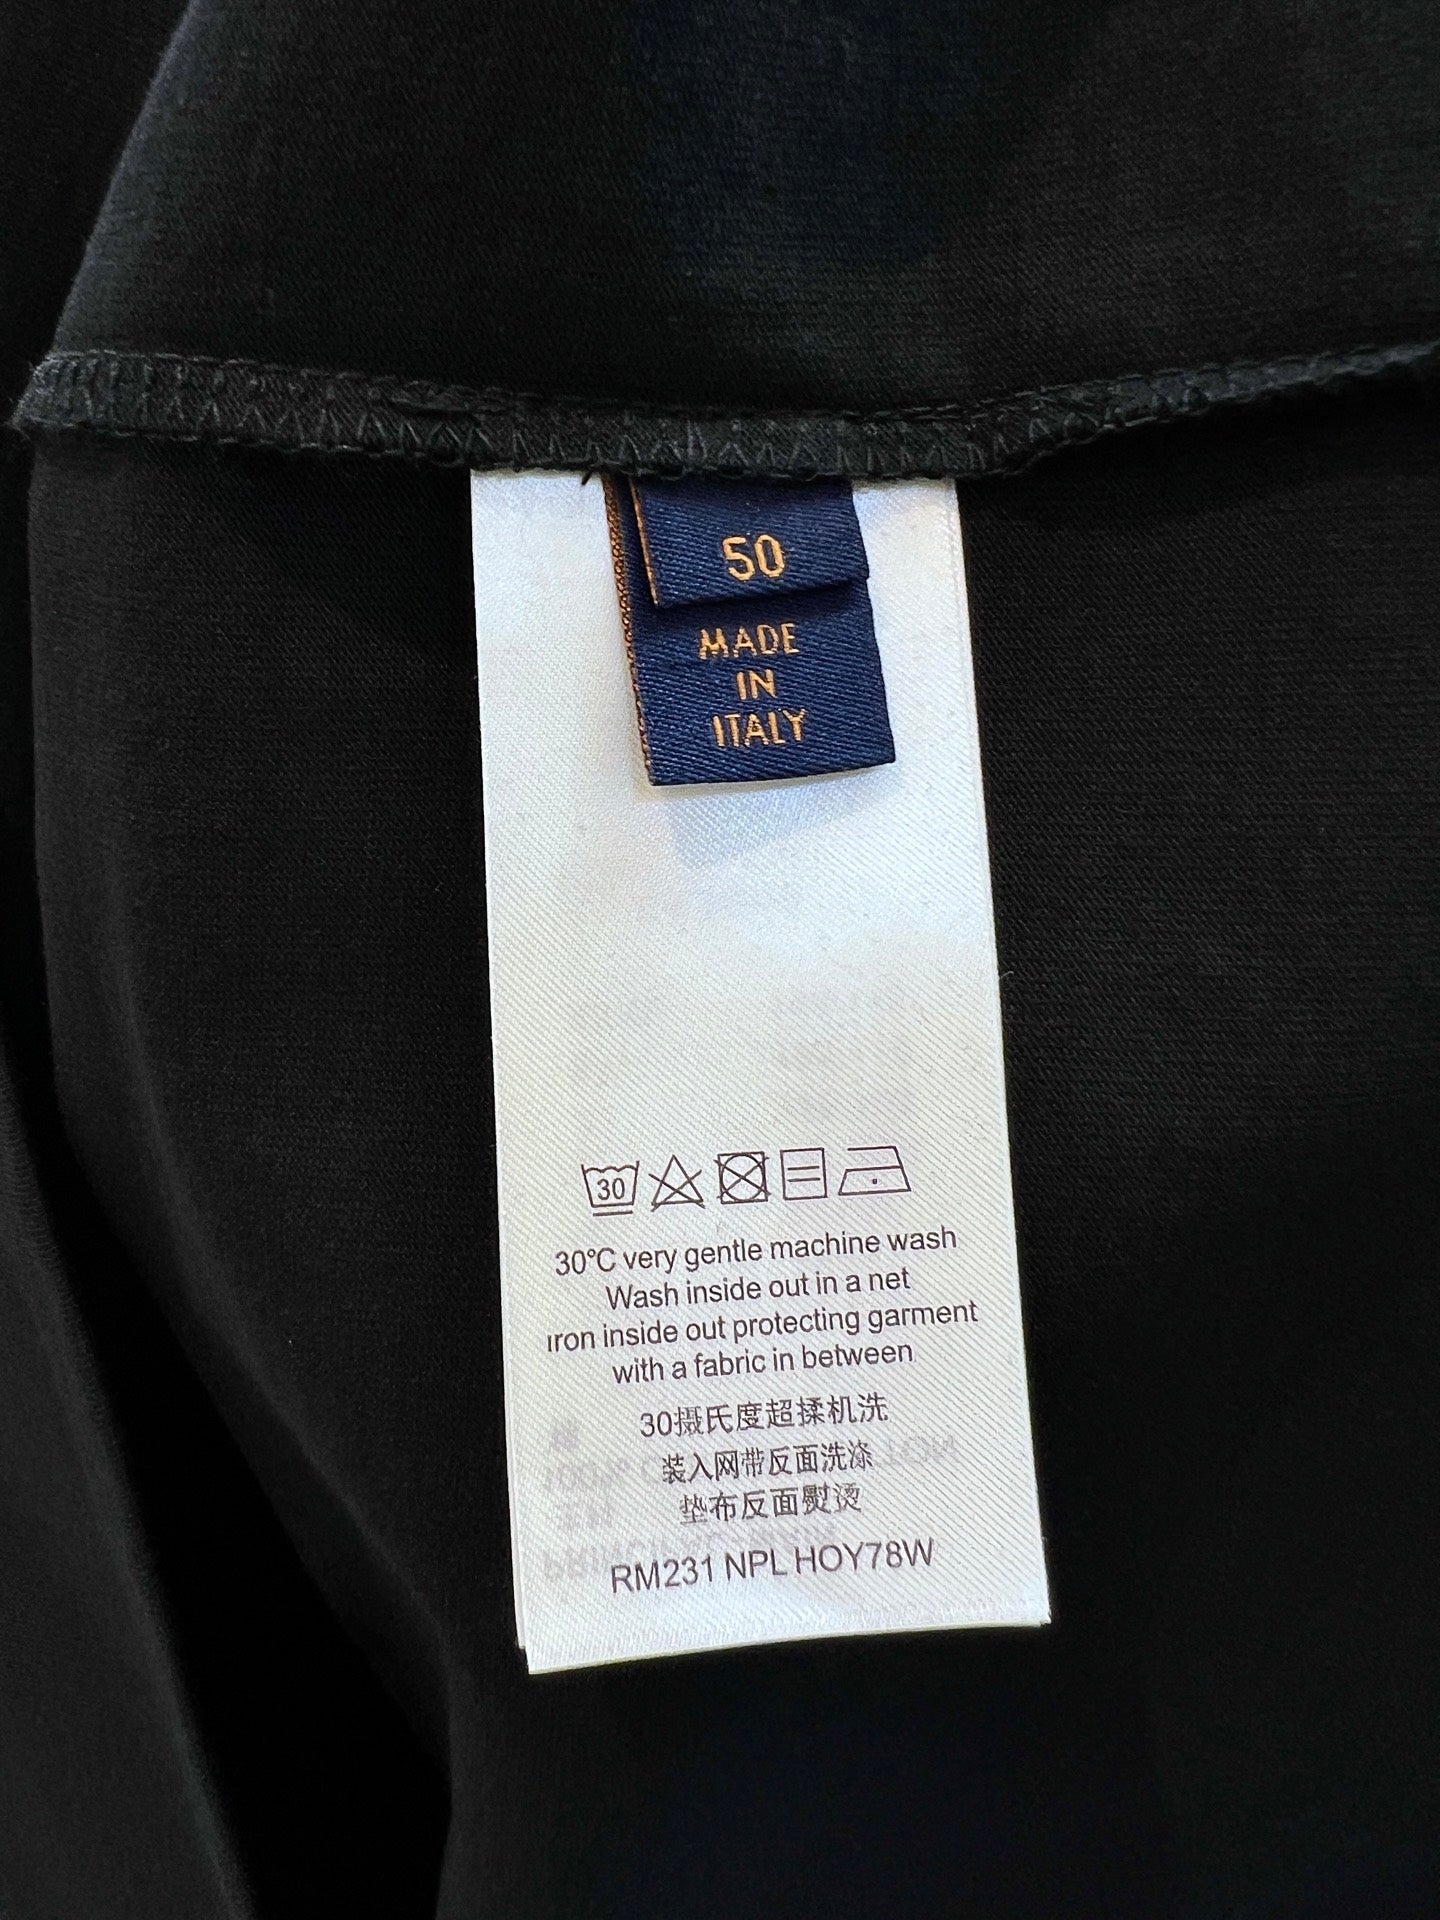 50
MADE
IN
ITALY
30
30°C very gentle machine wash
Wash inside out in a net
ıron inside out protecting garment
with a fabric in between
30摄氏度超揉机洗
装入网带反面洗涤
垫布反面熨烫
RM231 NPL HOY78W